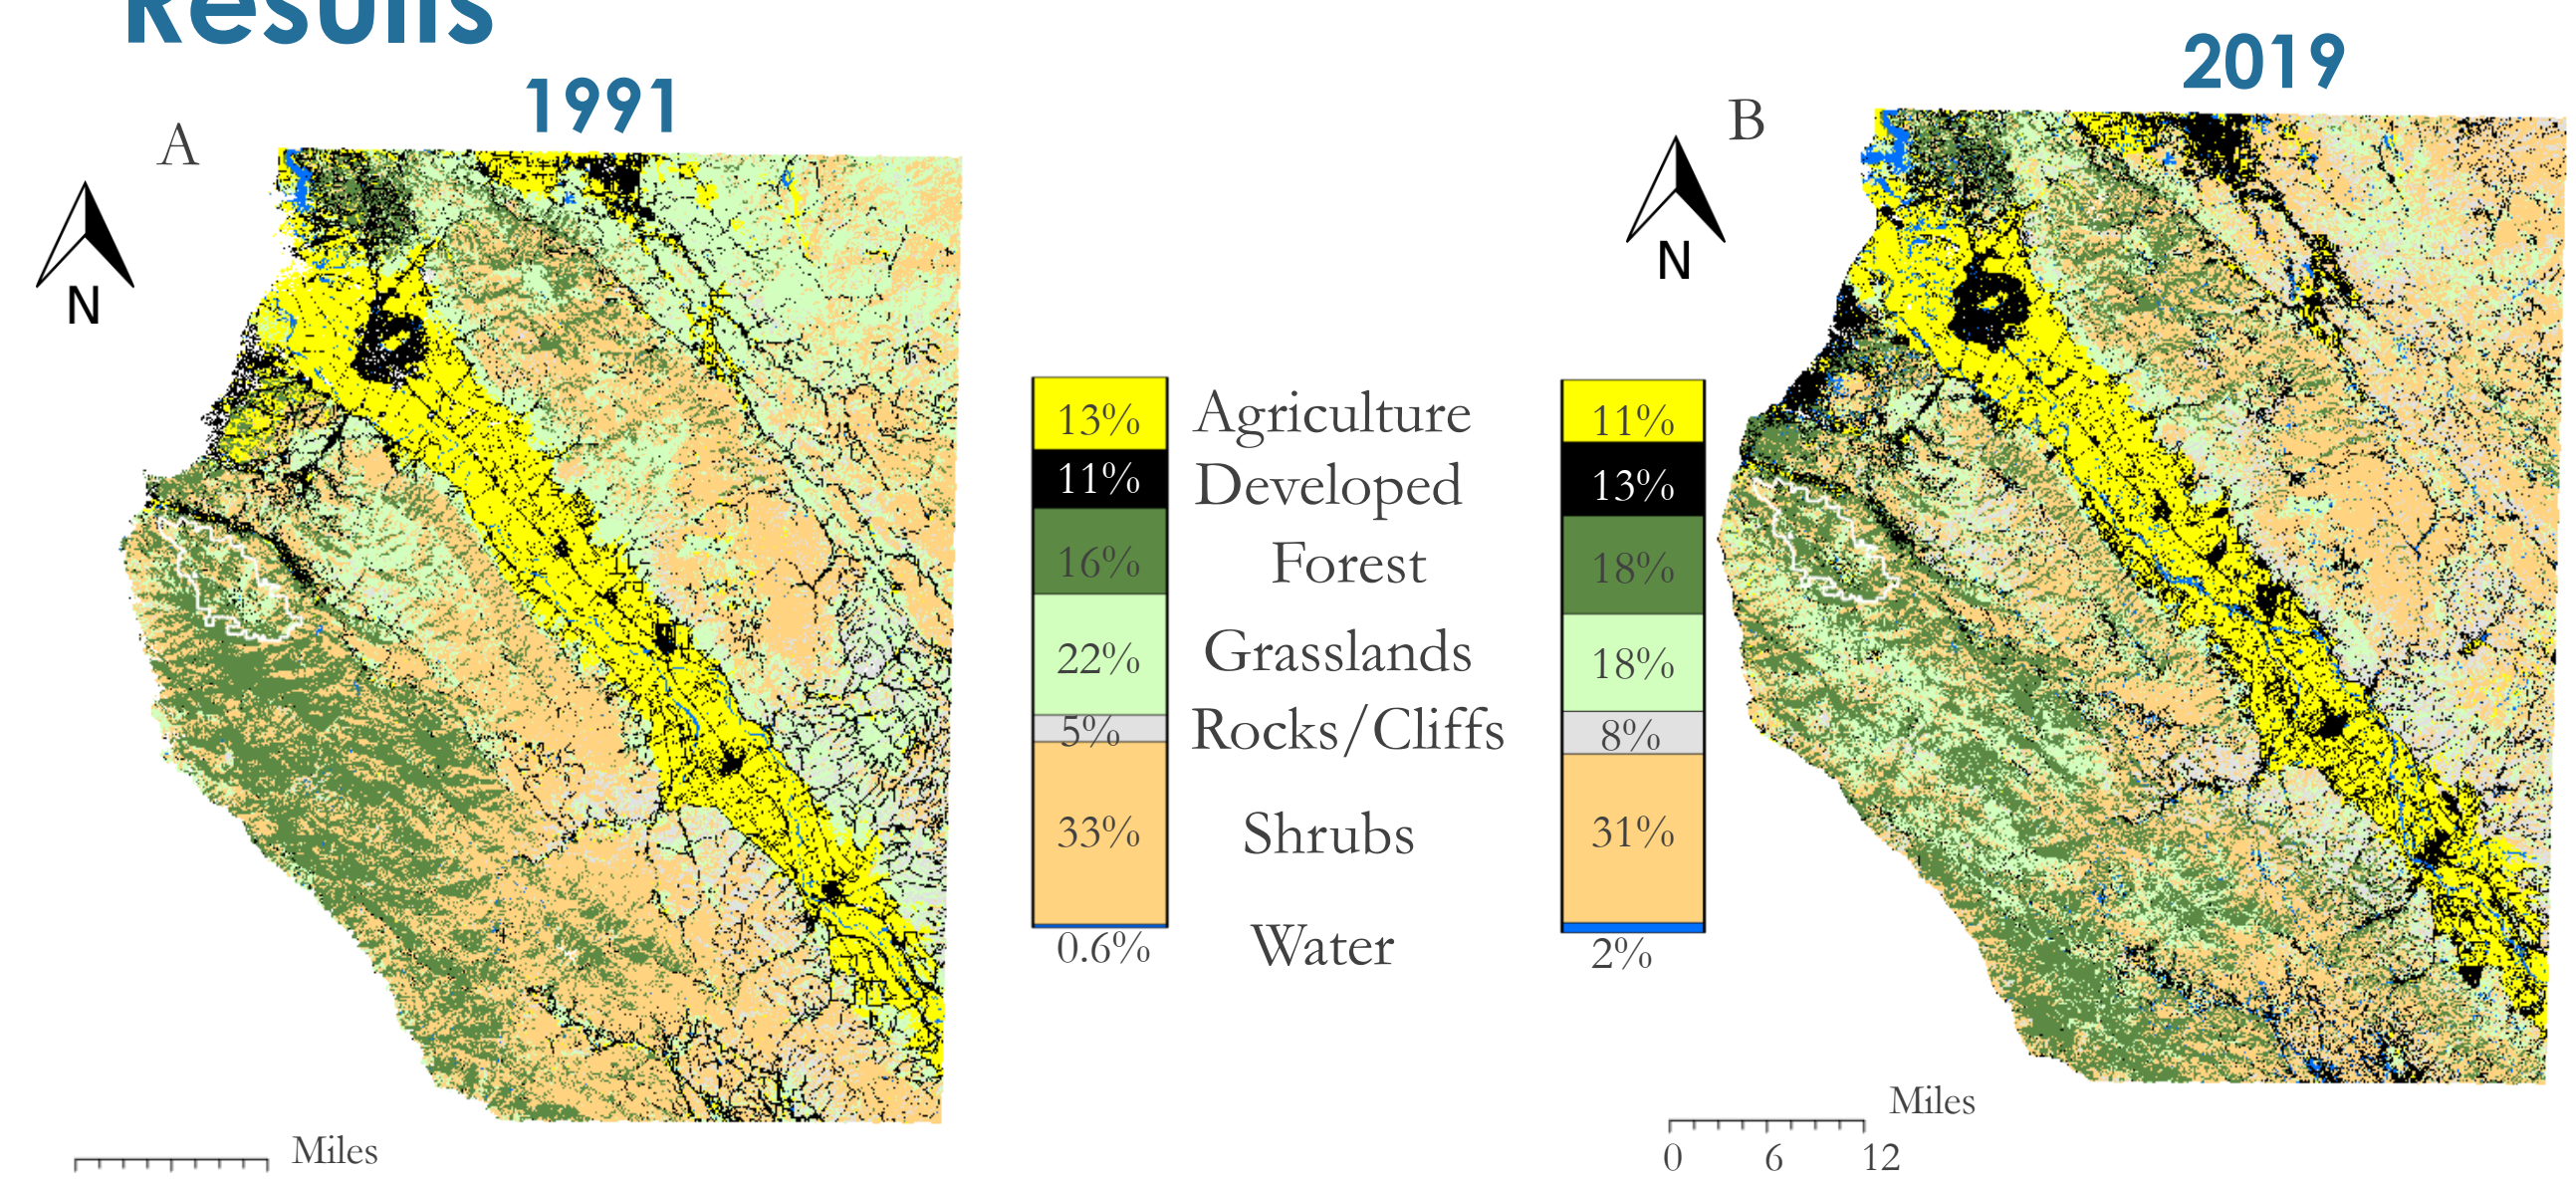 Results
1991
2019
A
B
N
N
13%
Agriculture
11%
11%
Developed
13%
16%
Forest
18%
22%
Grasslands
18%
5%
Rocks/Cliffs
8%
33%
Shrubs
31%
0.6%
Water
2%
Miles
Miles
0 6 12